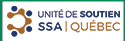 UNITÉ DE SOUTIEN
SSA | QUÉBEC